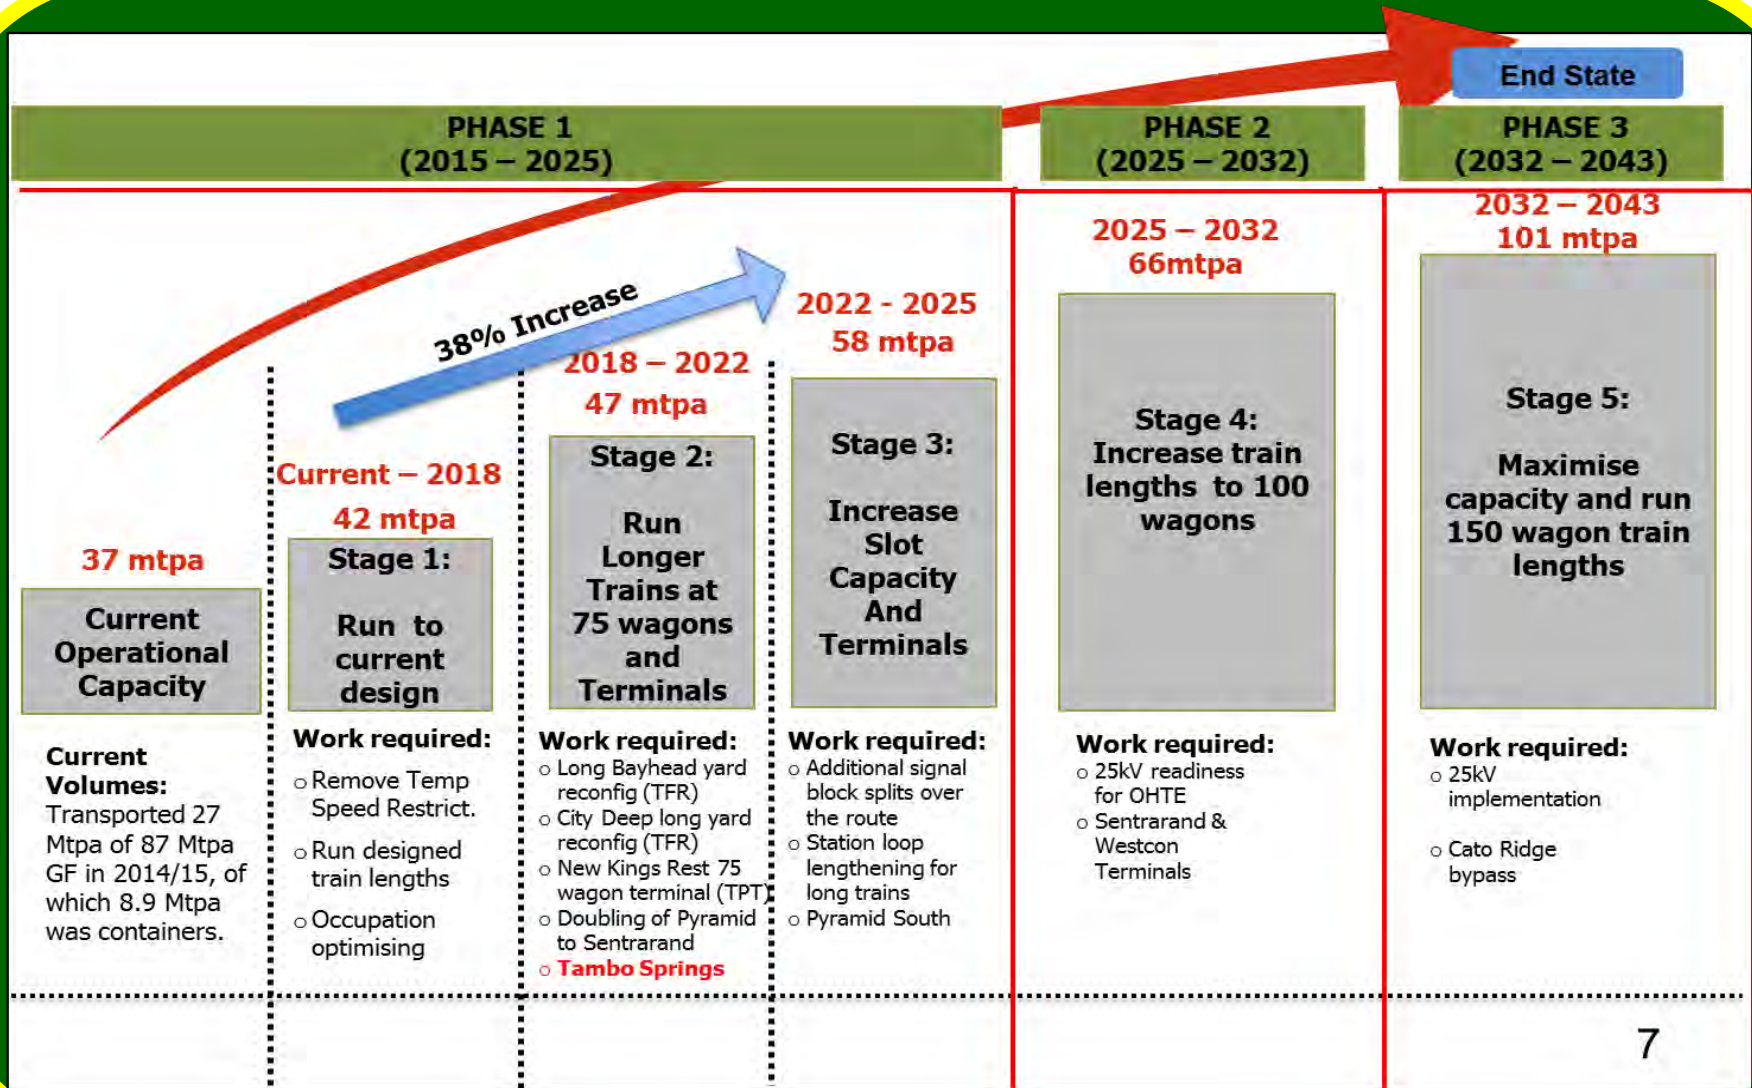 End State
PHASE 1
(2015 – 2025)
PHASE 2
(2025 – 2032)
PHASE 3
(2032 – 2043)
38% Increase
37 mtpa
Current
Operational
Capacity
Current
Volumes:
Transported 27
Mtpa of 87 Mtpa
GF in 2014/15, of
which 8.9 Mtpa
was containers.
Current – 2018
42 mtpa
Stage 1:
Run to
current
design
Work required:
o Remove Temp
Speed Restrict.
o Run designed
train lengths
o Occupation
optimising
2018 – 2022
47 mtpa
Stage 2:
Run
Longer
Trains at
75 wagons
and
Terminals
Work required:
o Long Bayhead yard
reconfig (TFR)
o City Deep long yard
reconfig (TFR)
o New Kings Rest 75
wagon terminal (TPT)
o Doubling of Pyramid
to Sentrarand
o Tambo Springs
2022 - 2025
58 mtpa
Stage 3:
Increase
Slot
Capacity
And
Terminals
Work required:
o Additional signal
block splits over
the route
o Station loop
lengthening for
long trains
o Pyramid South
2025 – 2032
66mtpa
Stage 4:
Increase train
lengths to 100
wagons
Work required:
o 25kV readiness
for OHTE
o Sentrarand &
Westcon
Terminals
2032 – 2043
101 mtpa
Stage 5:
Maximise
capacity and run
150 wagon train
lengths
Work required:
o 25kV
implementation
o Cato Ridge
bypass
7